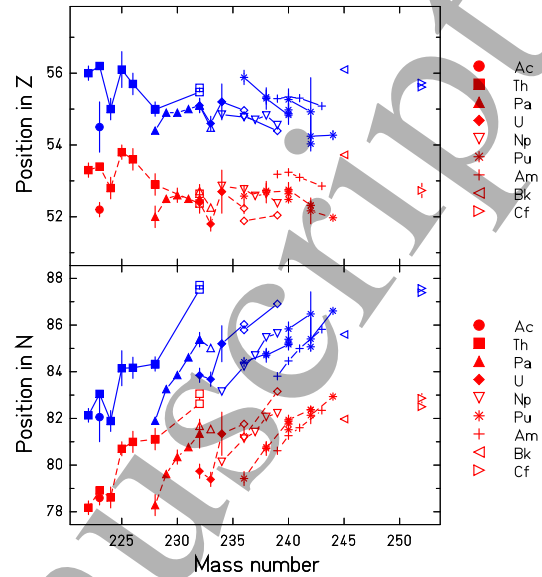 56
54
52
Position in Z
Ac
Th
Pa
U
Np
Pu
Am
Bk
Cf
88
86
84
82
80
78
Position in N
Ac
Th
Pa
U
Np
Pu
Am
Bk
Cf
225 230 235 240 245 250
Mass number
uscript